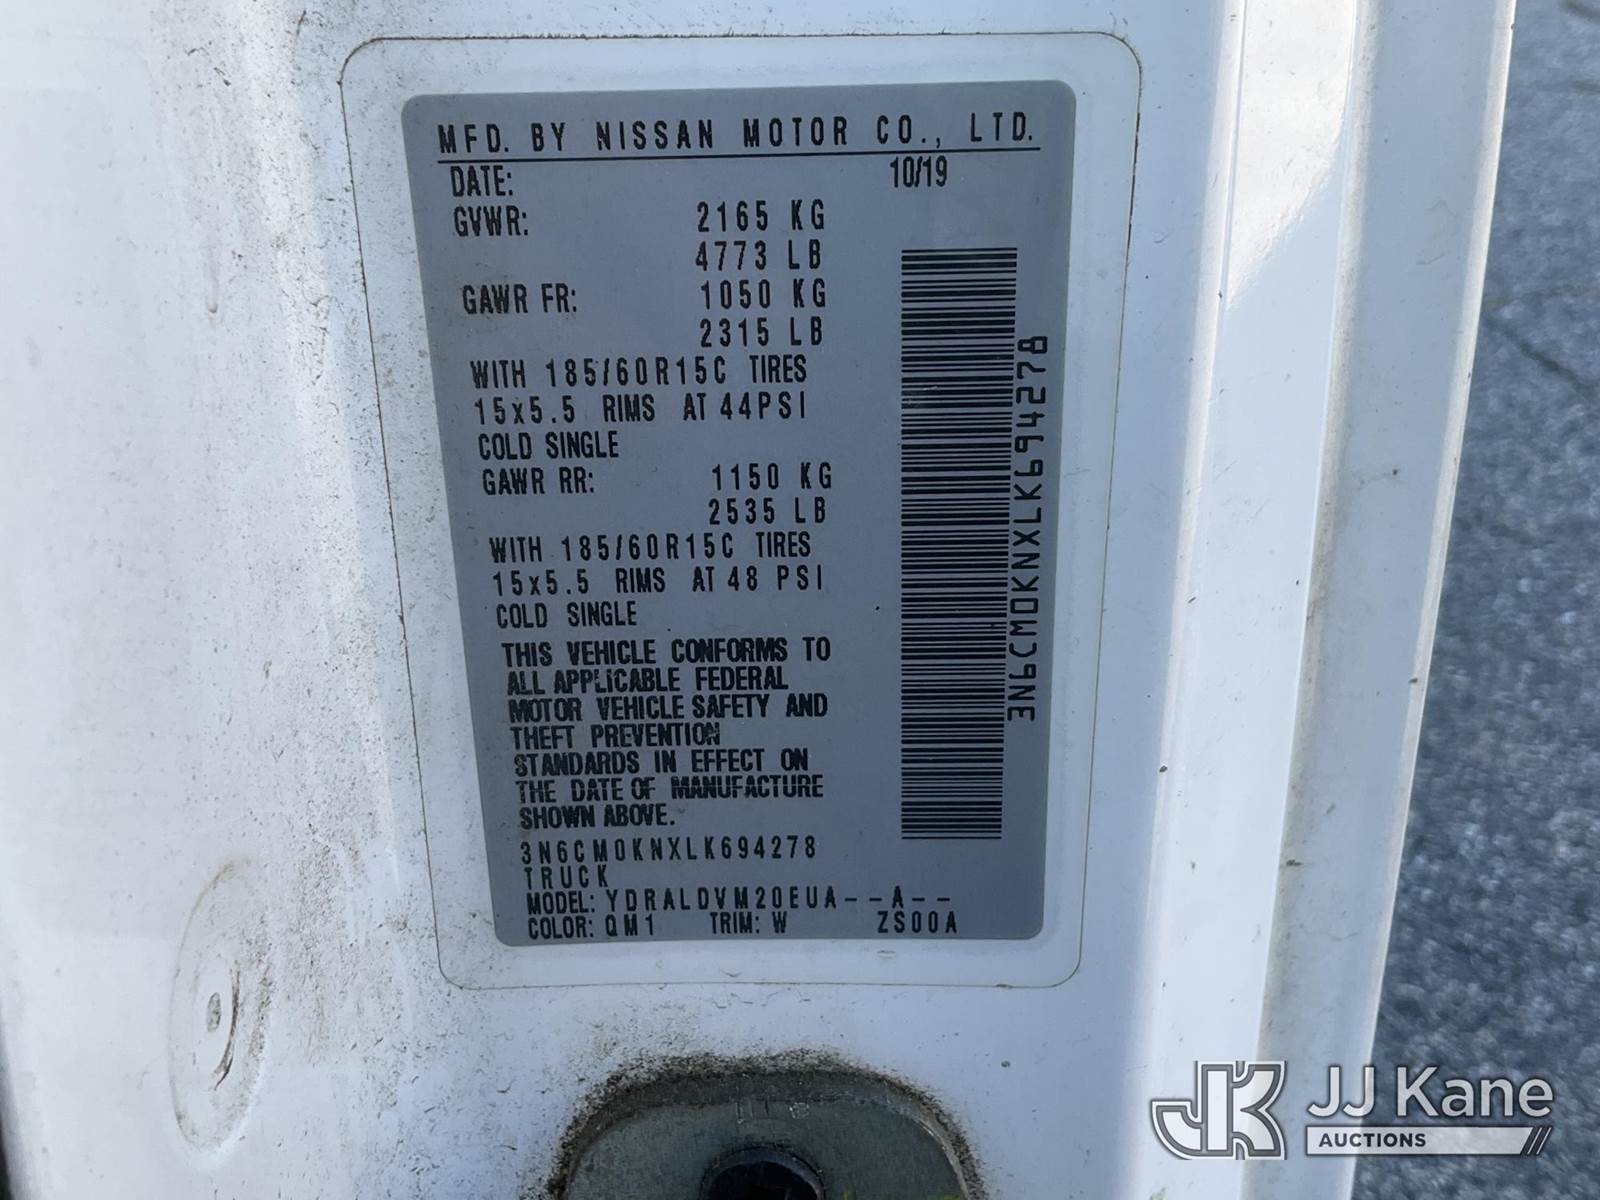 MFD. BY NISSAN MOTOR CO., LTD.
DATE: 10/19
GVWR: 2165 KG
4773 LB
GAWR FR: 1050 KG
2315 LB
WITH 185/60R15C TIRES
15x5.5 RIMS AT 44PSI
COLD SINGLE
GAWR RR: 1150 KG
2535 LB
WITH 185/60R15C TIRES
15x5.5 RIMS AT 48 PSI
COLD SINGLE
THIS VEHICLE CONFORMS TO
ALL APPLICABLE FEDERAL
MOTOR VEHICLE SAFETY AND
THEFT PREVENTION
STANDARDS IN EFFECT ON
THE DATE OF MANUFACTURE
SHOWN ABOVE.
3N6CM0KNXLK694278
TRUCK
MODEL: YDRALDVM20EUA--A--
COLOR: QM1 TRIM: W ZS00A
3N6CM0KNXLK694278
JK JJ Kane
AUCTIONS